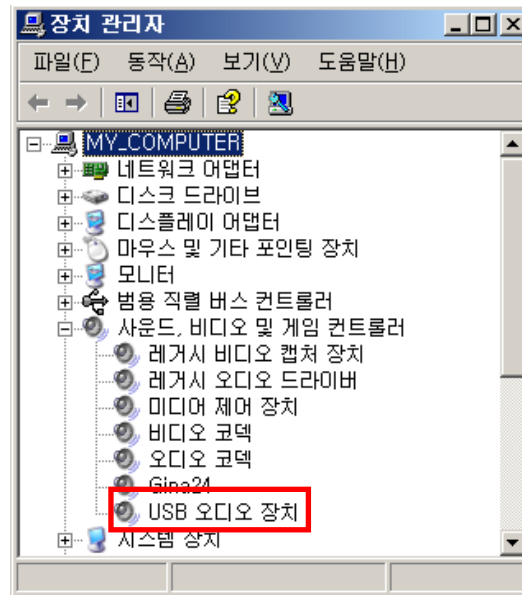 장치 관리자
파일(F) 동작(A) 보기(V) 도움말(H)
MY_COMPUTER
네트워크 어댑터
디스크 드라이브
디스플레이 어댑터
마우스 및 기타 포인팅 장치
모니터
범용 직렬 버스 컨트롤러
사운드, 비디오 및 게임 컨트롤러
레거시 비디오 캡처 장치
레거시 오디오 드라이버
미디어 제어 장치
비디오 코덱
오디오 코덱
Gina24
USB 오디오 장치
시스템 장치